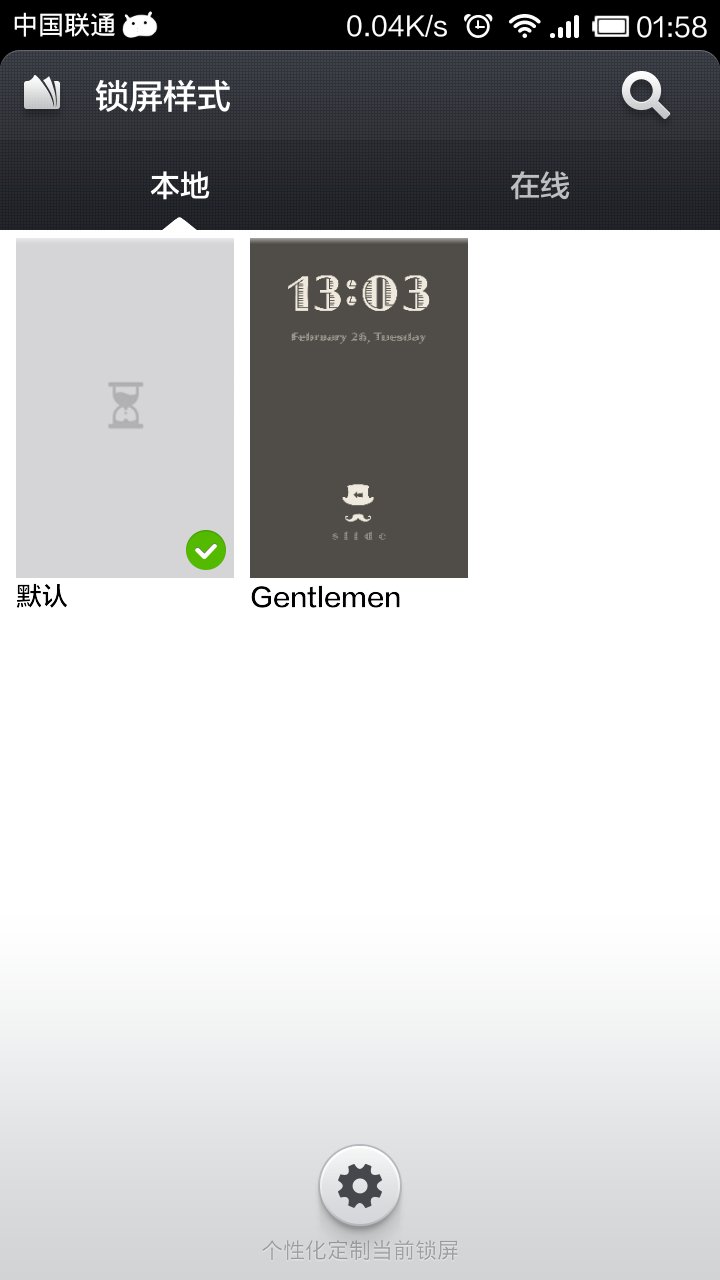 中国联通 0.04K/s 01:58
锁屏样式
本地 在线
13:03
February 28, Tuesday
slide
默认 Gentlemen
个性化定制当前锁屏